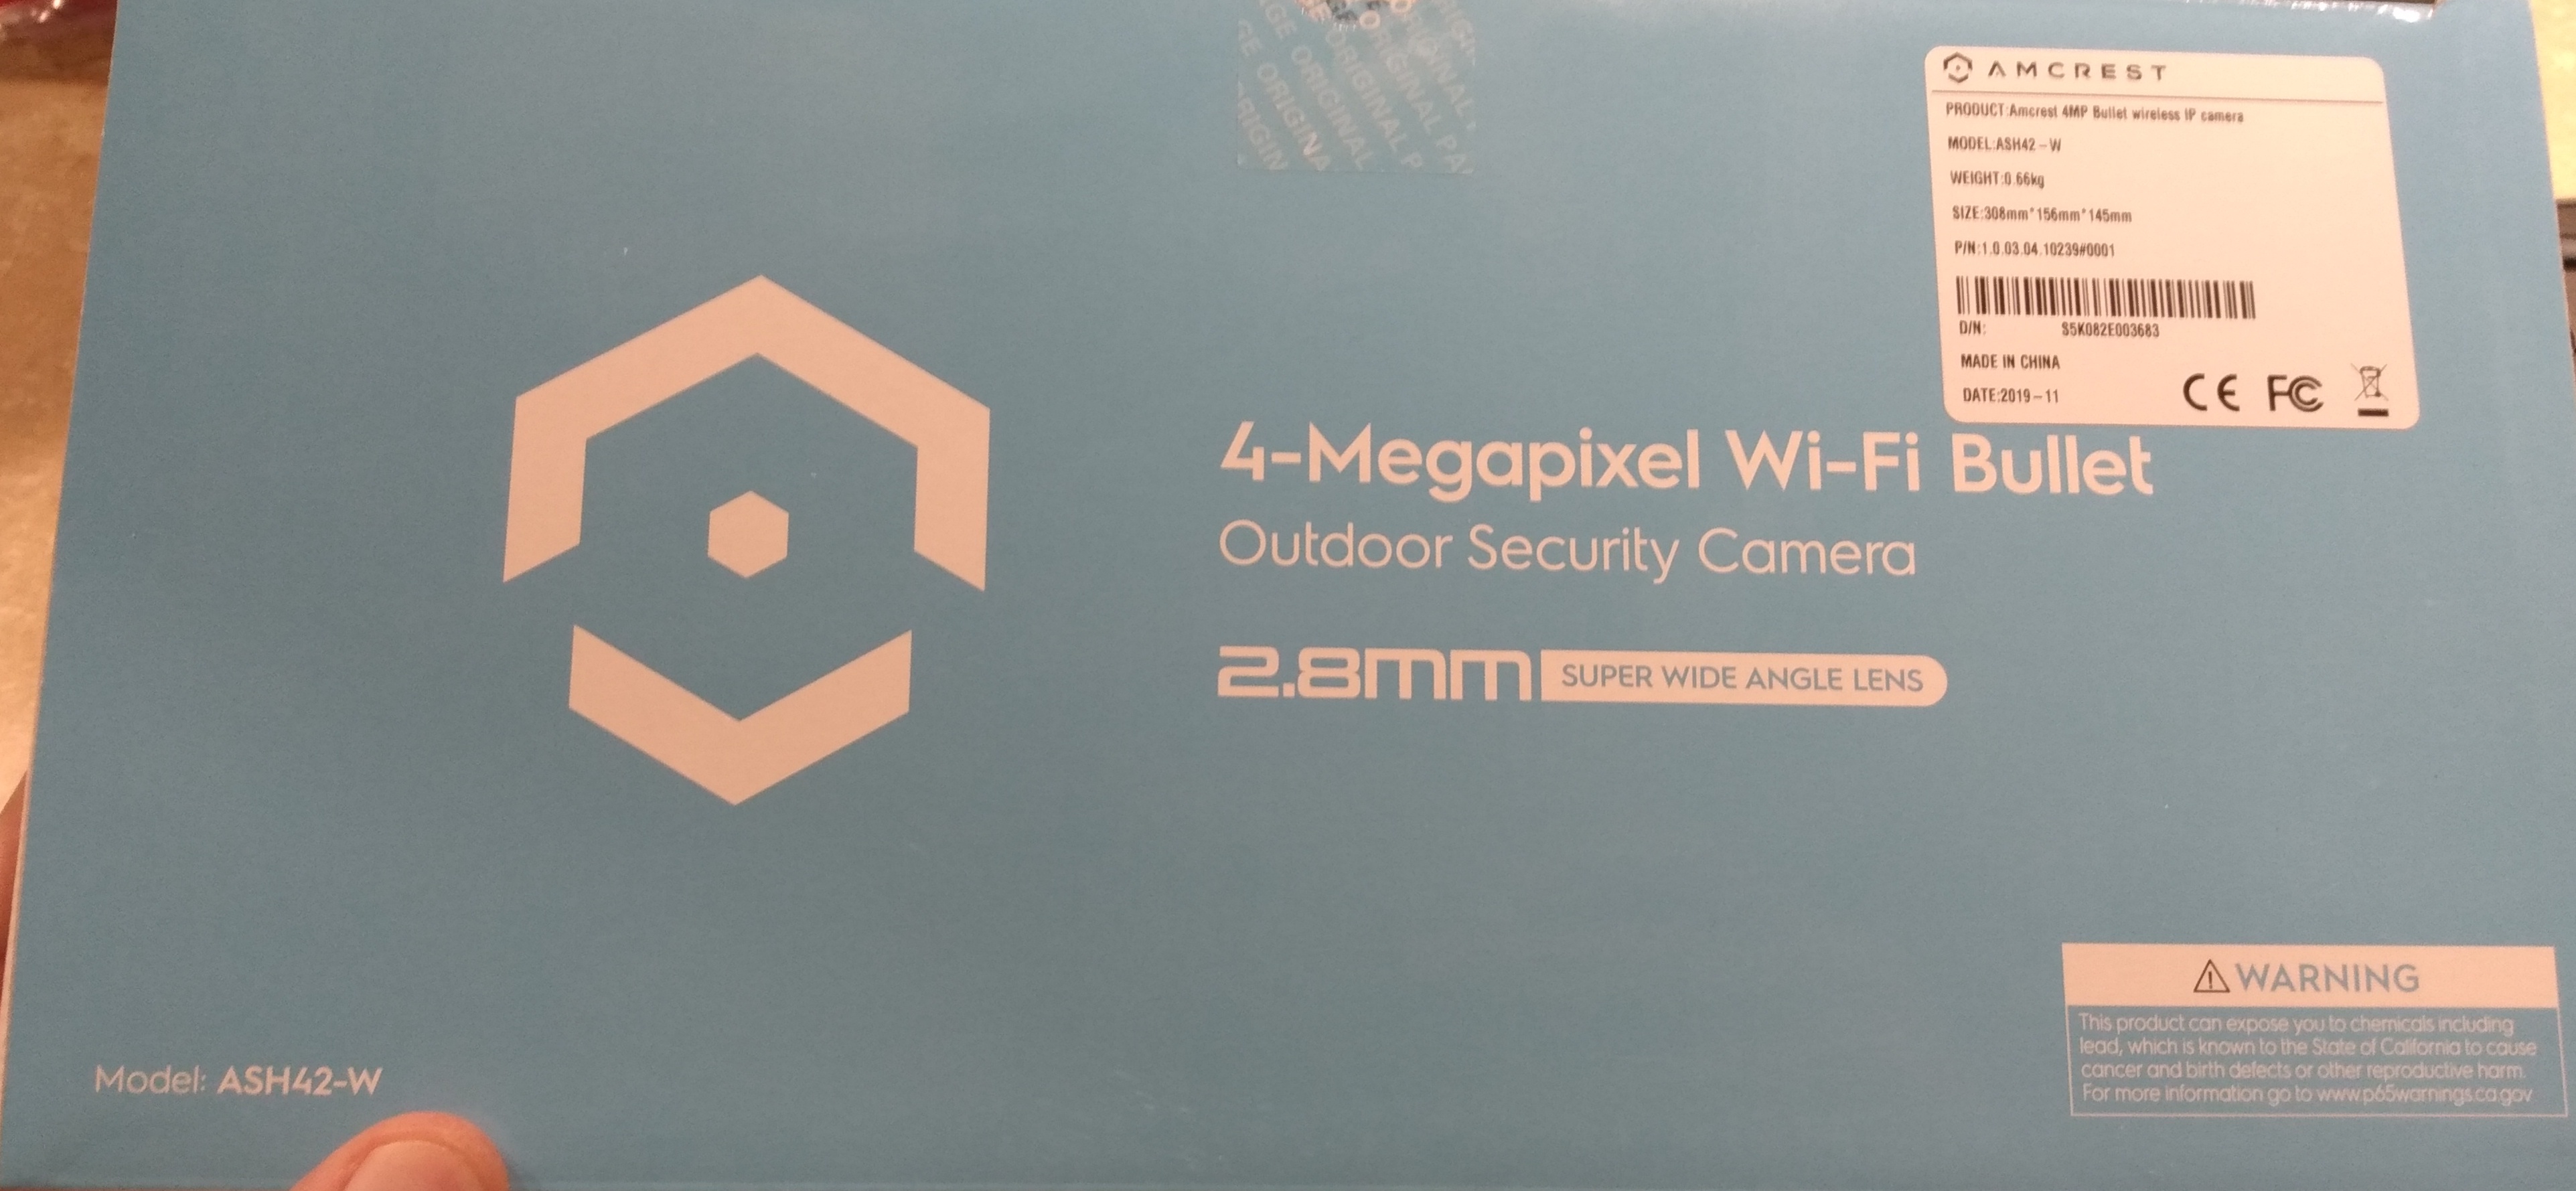 AMCREST
PRODUCT:Amcrest 4MP Bullet wireless IP camera
MODEL:ASH42-W
WEIGHT:0.66kg
SIZE:308mm*156mm*145mm
P/N:1.0.03.04.10239#0001
D/N: S5K082E003683
MADE IN CHINA
DATE:2019-11
CE FC
4-Megapixel Wi-Fi Bullet
Outdoor Security Camera
2.8mm SUPER WIDE ANGLE LENS
WARNING
This product can expose you to chemicals including
lead, which is known to the State of California to cause
cancer and birth defects or other reproductive harm.
For more information go to www.p65warnings.ca.gov
Model: ASH42-W
ORIGINAL
ORIGINAL
ORIGINAL